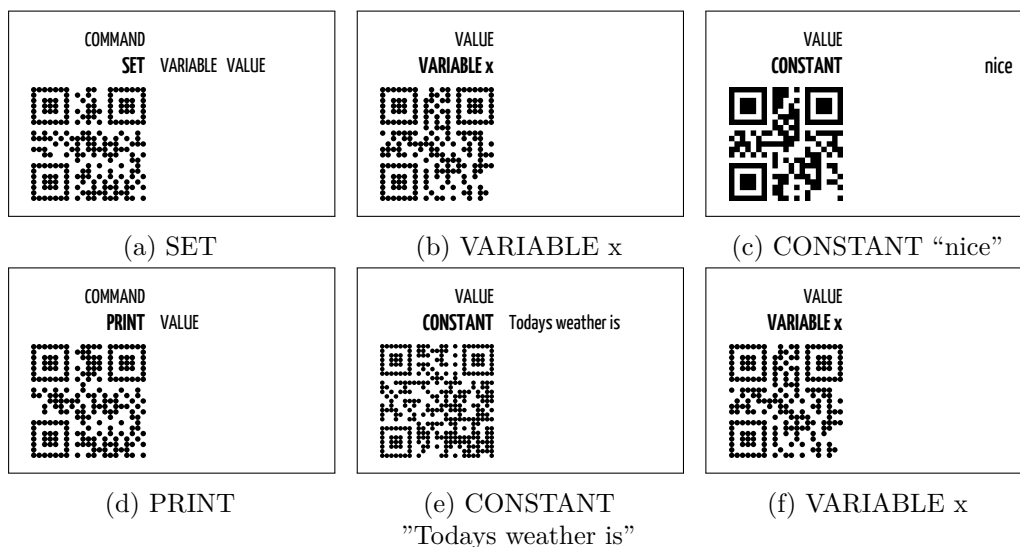 COMMAND
SET VARIABLE VALUE
(a) SET
VALUE
VARIABLE x
(b) VARIABLE x
VALUE
CONSTANT nice
(c) CONSTANT “nice”
COMMAND
PRINT VALUE
(d) PRINT
VALUE
CONSTANT Todays weather is
(e) CONSTANT
”Todays weather is”
VALUE
VARIABLE x
(f) VARIABLE x